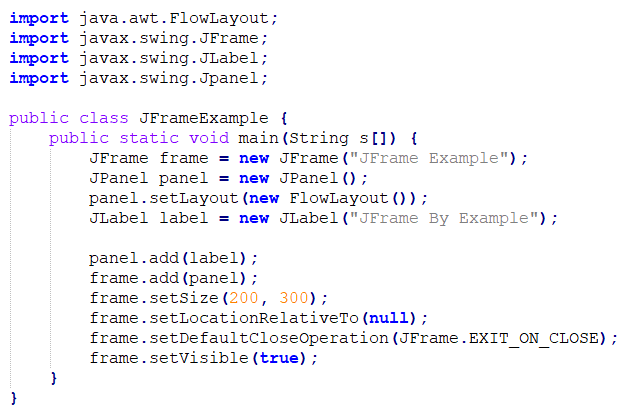 import java.awt.FlowLayout;
import javax.swing.JFrame;
import javax.swing.JLabel;
import javax.swing.Jpanel;

public class JFrameExample {
    public static void main(String s[]) {
        JFrame frame = new JFrame("JFrame Example");
        JPanel panel = new JPanel();
        panel.setLayout(new FlowLayout());
        JLabel label = new JLabel("JFrame By Example");

        panel.add(label);
        frame.add(panel);
        frame.setSize(200, 300);
        frame.setLocationRelativeTo(null);
        frame.setDefaultCloseOperation(JFrame.EXIT_ON_CLOSE);
        frame.setVisible(true);
    }
}